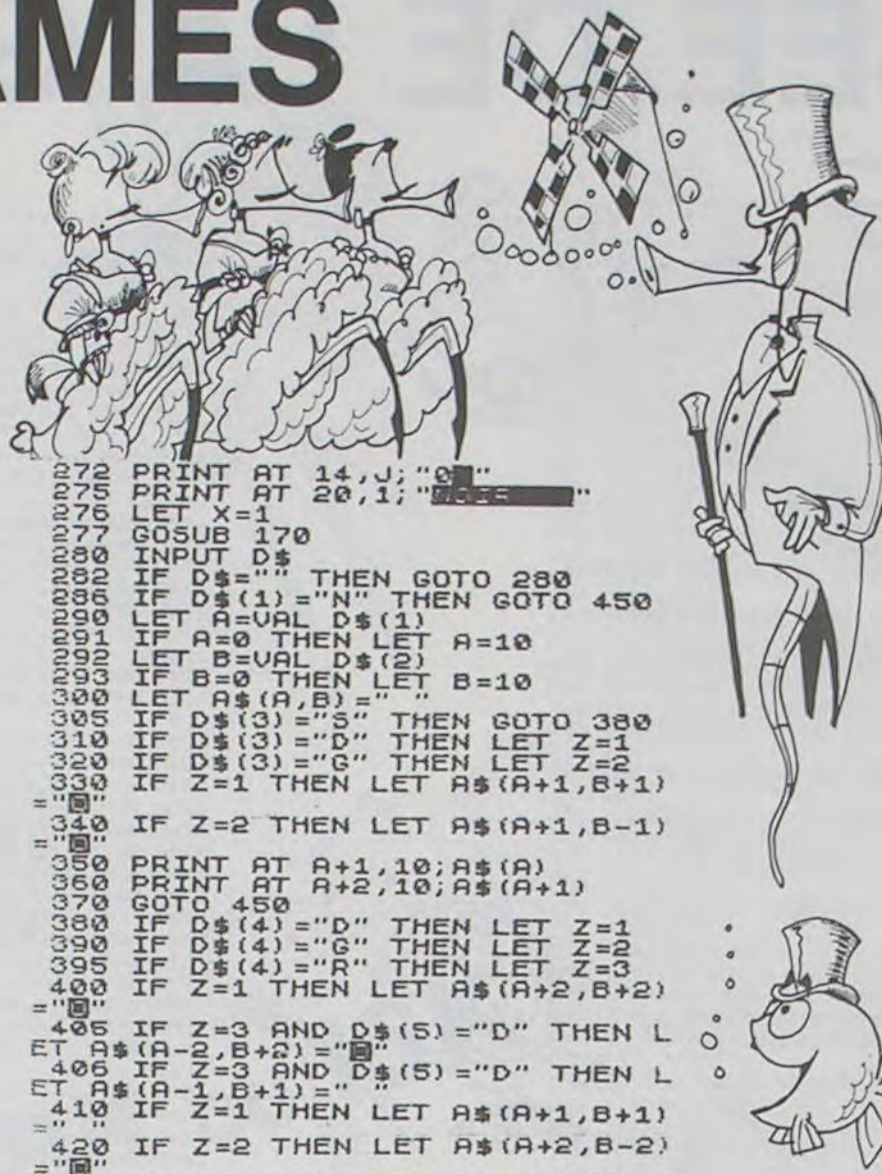 AMES
272 PRINT AT 14,J;"0█"
275 PRINT AT 20,1;"
276 LET X=1
277 GOSUB 170
280 INPUT D$
282 IF D$="" THEN GOTO 280
286 IF D$(1)="N" THEN GOTO 450
290 LET A=VAL D$(1)
291 IF A=0 THEN LET A=10
292 LET B=VAL D$(2)
293 IF B=0 THEN LET B=10
300 LET A$(A,B)=" "
305 IF D$(3)="S" THEN GOTO 380
310 IF D$(3)="D" THEN LET Z=1
320 IF D$(3)="G" THEN LET Z=2
330 IF Z=1 THEN LET A$(A+1,B+1)
="▣"
340 IF Z=2 THEN LET A$(A+1,B-1)
="▣"
350 PRINT AT A+1,10;A$(A)
360 PRINT AT A+2,10;A$(A+1)
370 GOTO 450
380 IF D$(4)="D" THEN LET Z=1
390 IF D$(4)="G" THEN LET Z=2
395 IF D$(4)="R" THEN LET Z=3
400 IF Z=1 THEN LET A$(A+2,B+2)
="▣"
405 IF Z=3 AND D$(5)="D" THEN L
ET A$(A-2,B+2)="▣"
406 IF Z=3 AND D$(5)="D" THEN L
ET A$(A-1,B+1)=" "
410 IF Z=1 THEN LET A$(A+1,B+1)
=" "
420 IF Z=2 THEN LET A$(A+2,B-2)
="▣"